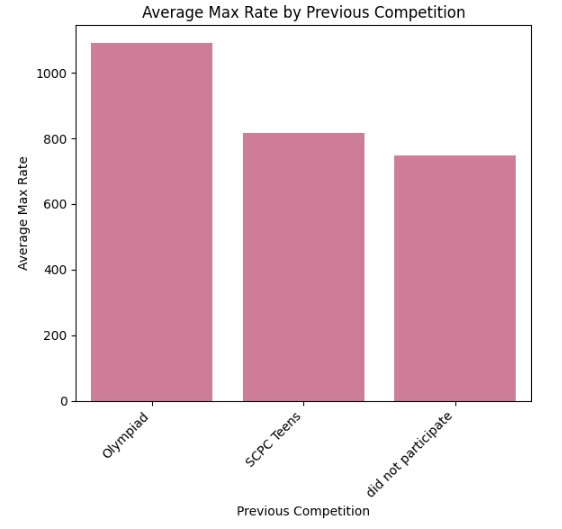 Average Max Rate by Previous Competition
Average Max Rate
1000
800
600
400
200
0
Olympiad
SCPC Teens
did not participate
Previous Competition